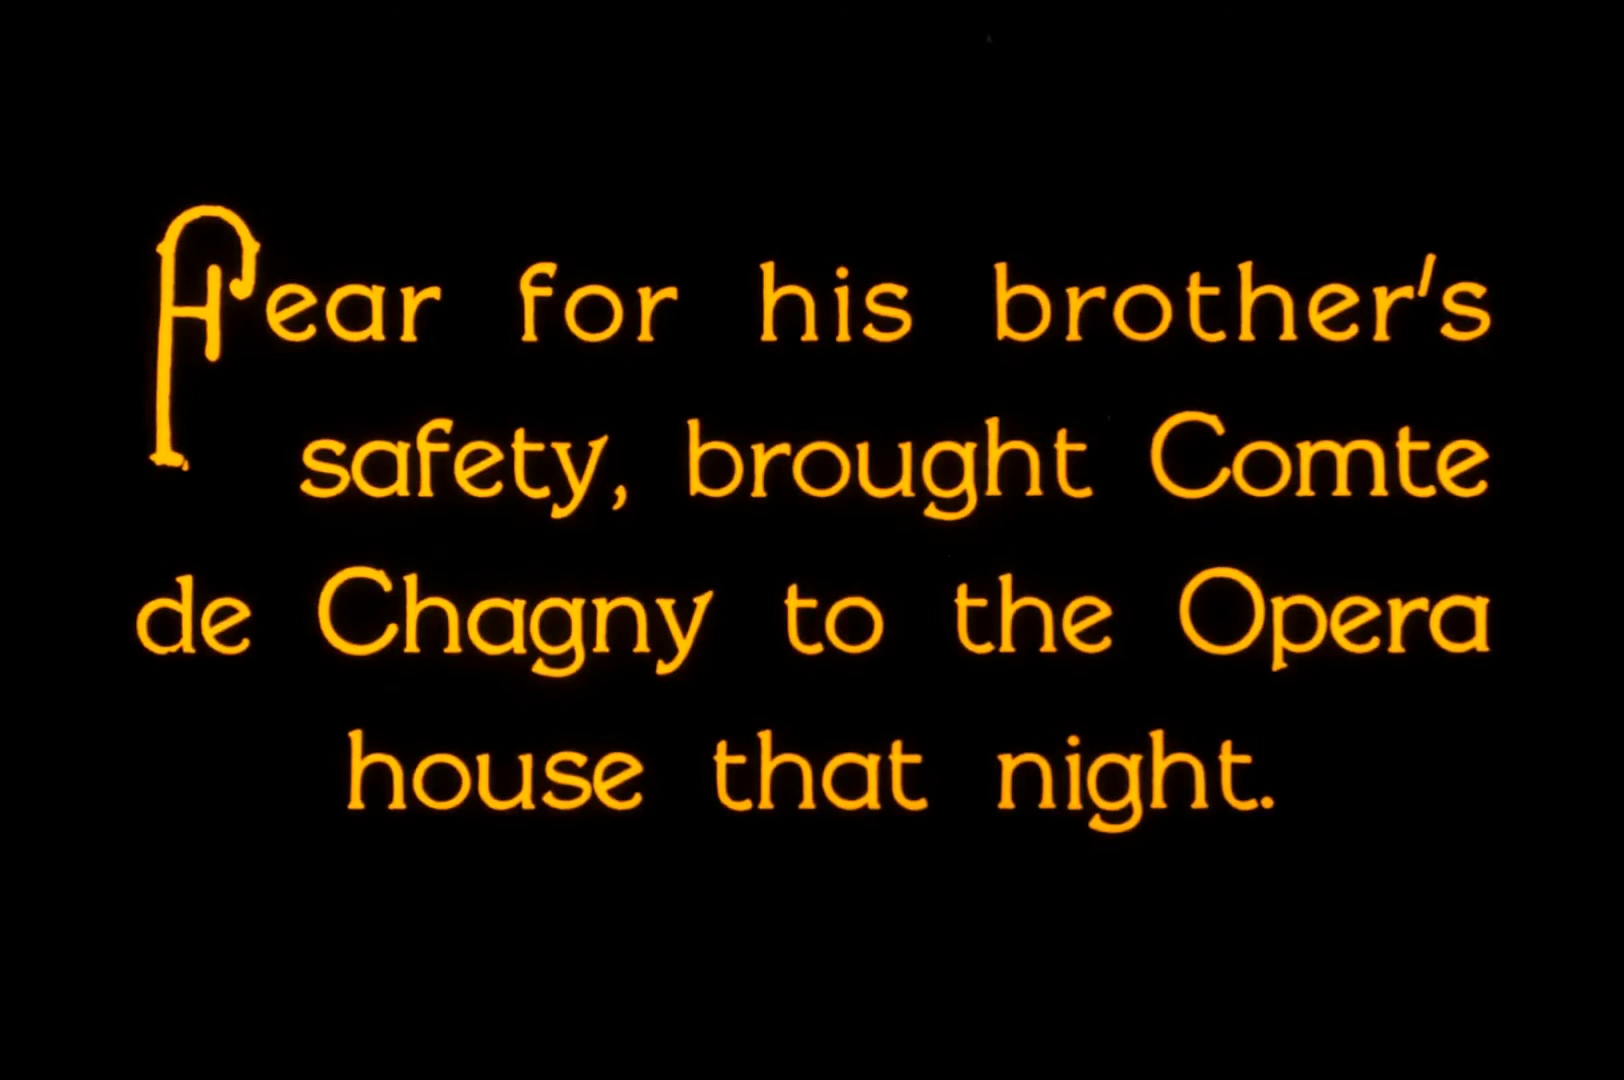 Fear for his brother's
safety, brought Comte
de Chagny to the Opera
house that night.